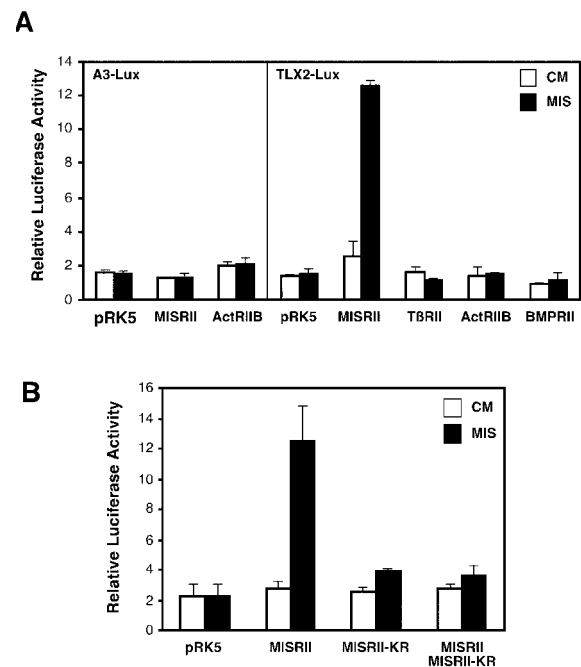 A
A3-Lux
TLX2-Lux
CM
MIS
Relative Luciferase Activity
14
12
10
8
6
4
2
0
pRK5 MISRII ActRIIB pRK5 MISRII TßRII ActRIIB BMPRII
B
CM
MIS
Relative Luciferase Activity
16
14
12
10
8
6
4
2
0
pRK5 MISRII MISRII-KR MISRII
MISRII-KR